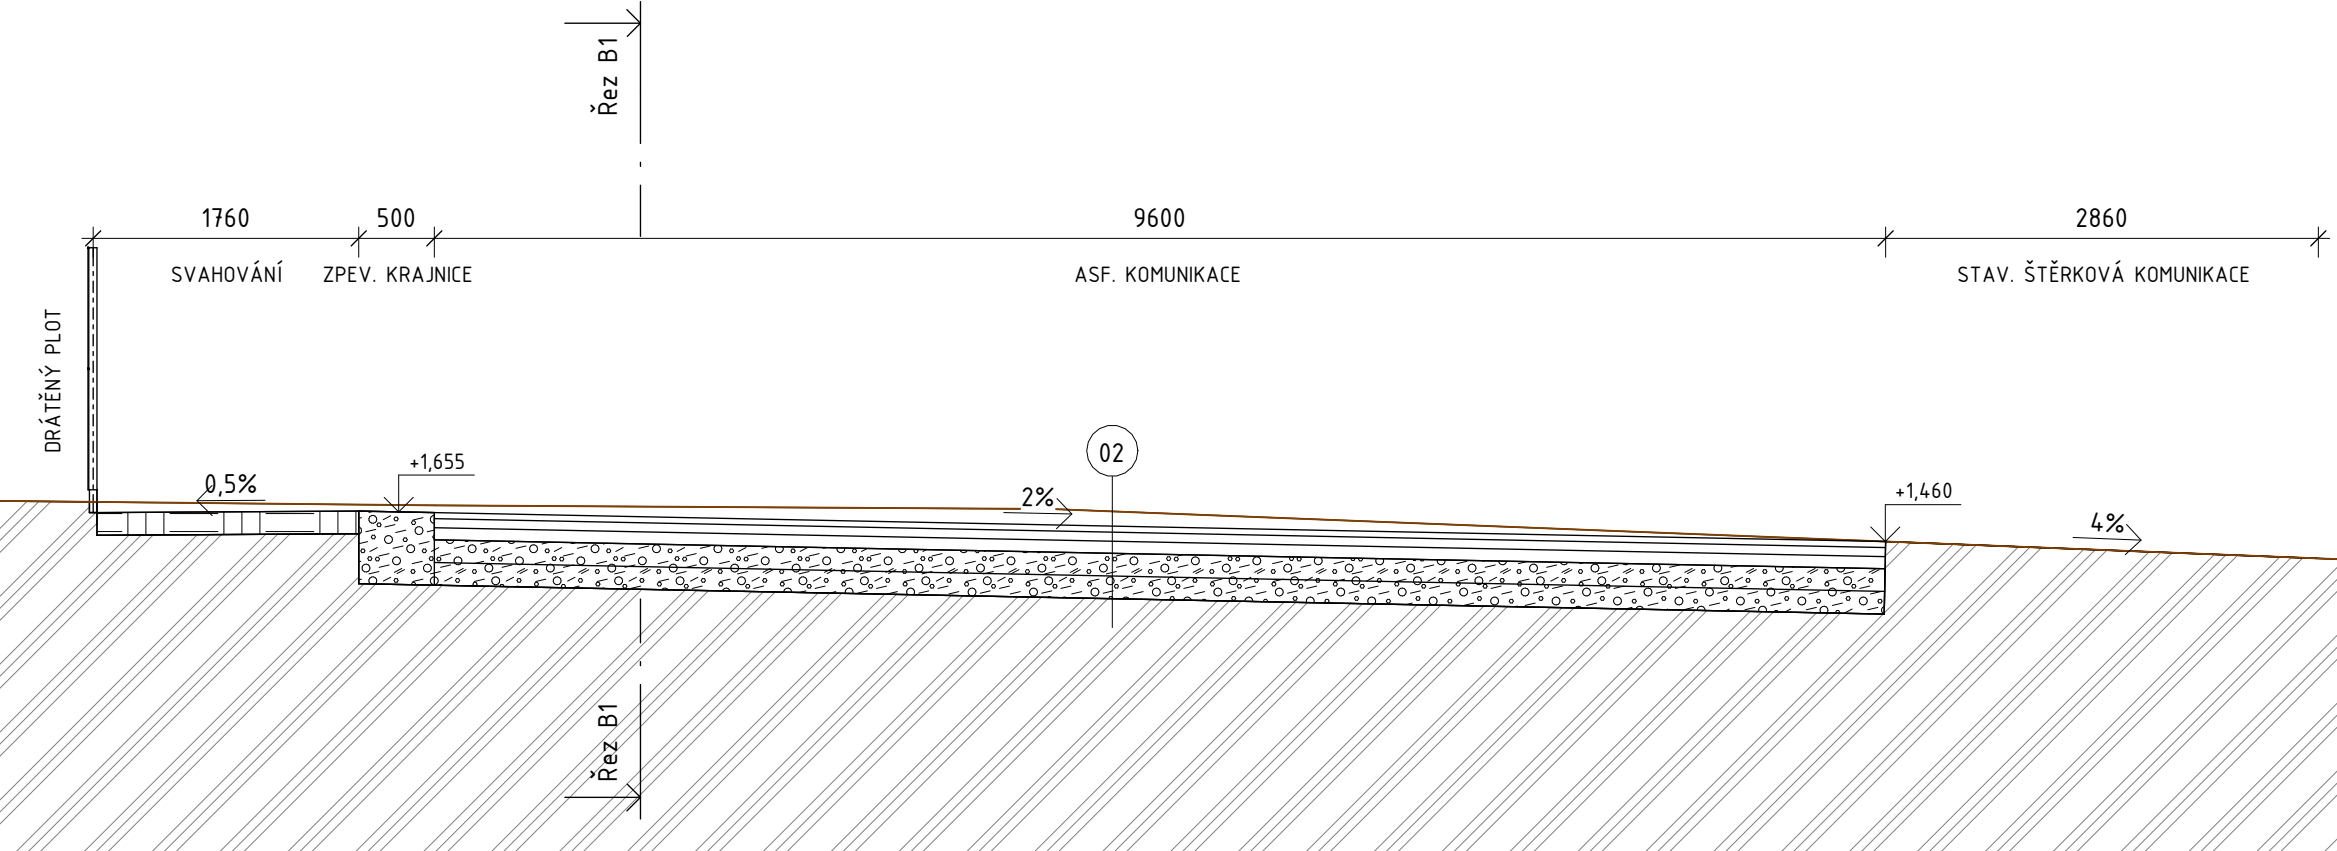 Řez B1
1760
500
9600
2860
SVAHOVÁNÍ
ZPEV. KRAJNICE
ASF. KOMUNIKACE
STAV. ŠTĚRKOVÁ KOMUNIKACE
DRÁTĚNÝ PLOT
02
+1,655
0,5%
2%
+1,460
4%
Řez B1